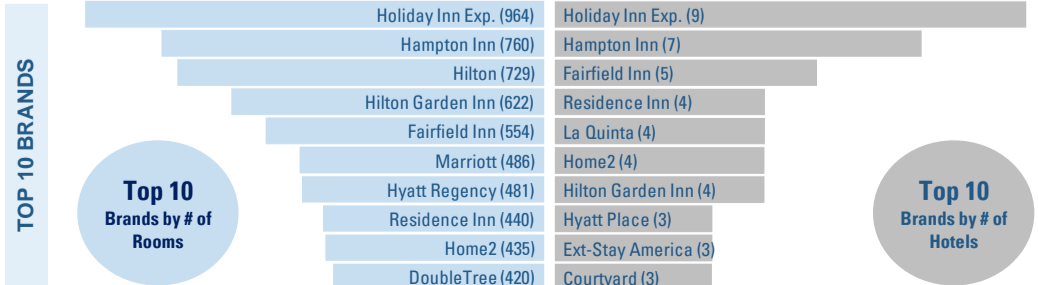 TOP 10 BRANDS
Holiday Inn Exp. (964)
Hampton Inn (760)
Hilton (729)
Hilton Garden Inn (622)
Fairfield Inn (554)
Marriott (486)
Hyatt Regency (481)
Residence Inn (440)
Home2 (435)
DoubleTree (420)
Top 10
Brands by # of
Rooms
Holiday Inn Exp. (9)
Hampton Inn (7)
Fairfield Inn (5)
Residence Inn (4)
La Quinta (4)
Home2 (4)
Hilton Garden Inn (4)
Hyatt Place (3)
Ext-Stay America (3)
Courtyard (3)
Top 10
Brands by # of
Hotels